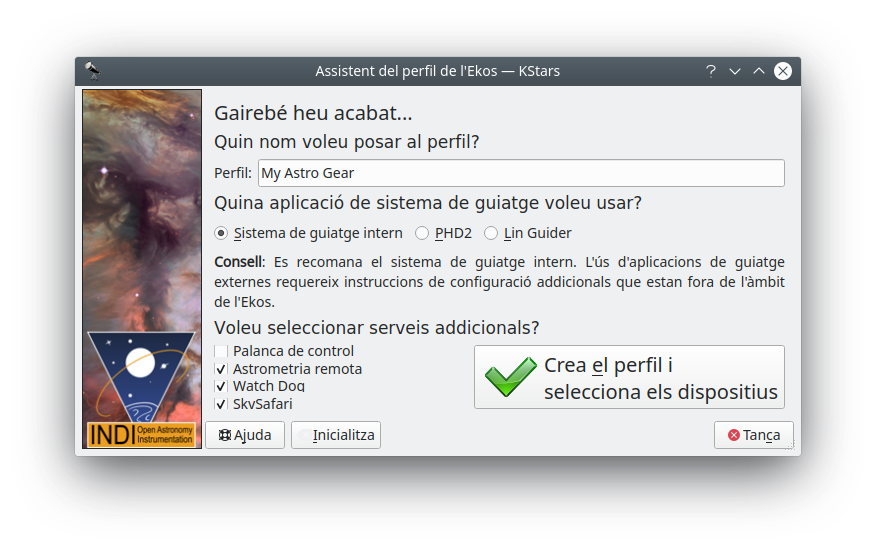 Assistent del perfil de l'Ekos — KStars
Gairebé heu acabat...
Quin nom voleu posar al perfil?
Perfil: My Astro Gear
Quina aplicació de sistema de guiatge voleu usar?
Sistema de guiatge intern PHD2 Lin Guider
Consell: Es recomana el sistema de guiatge intern. L'ús d'aplicacions de guiatge
externes requereix instruccions de configuració addicionals que estan fora de l'àmbit
de l'Ekos.
Voleu seleccionar serveis addicionals?
Palanca de control
Astrometria remota
Watch Dog
SkySafari
Crea el perfil i
selecciona els dispositius
INDI Open Astronomy
Instrumentation
Ajuda Inicialitza Tanca